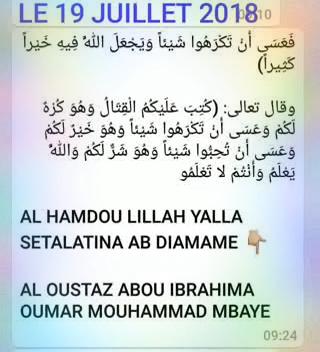 LE 19 JUILLET 2018
فَعَسَى أَنْ تَكْرَهُوا شَيْئاً وَيَجْعَلَ اللّهُ فِيهِ خَيْراً
كَثِيراً)
وقال تعالى: (كُتِبَ عَلَيْكُمُ الْقِتَالُ وَهُوَ كُرْهٌ
لَكُمْ وَعَسَى أَنْ تَكْرَهُوا شَيْئاً وَهُوَ خَيْرٌ لَكُمْ
وَعَسَى أَنْ تُحِبُّوا شَيْئاً وَهُوَ شَرٌّ لَكُمْ وَاللّهُ
يَعْلَمُ وَأَنْتُمْ لا تَعْلَمُو
AL HAMDOU LILLAH YALLA
SETALATINA AB DIAMAME 👇🏽
AL OUSTAZ ABOU IBRAHIMA
OUMAR MOUHAMMAD MBAYE
09:24